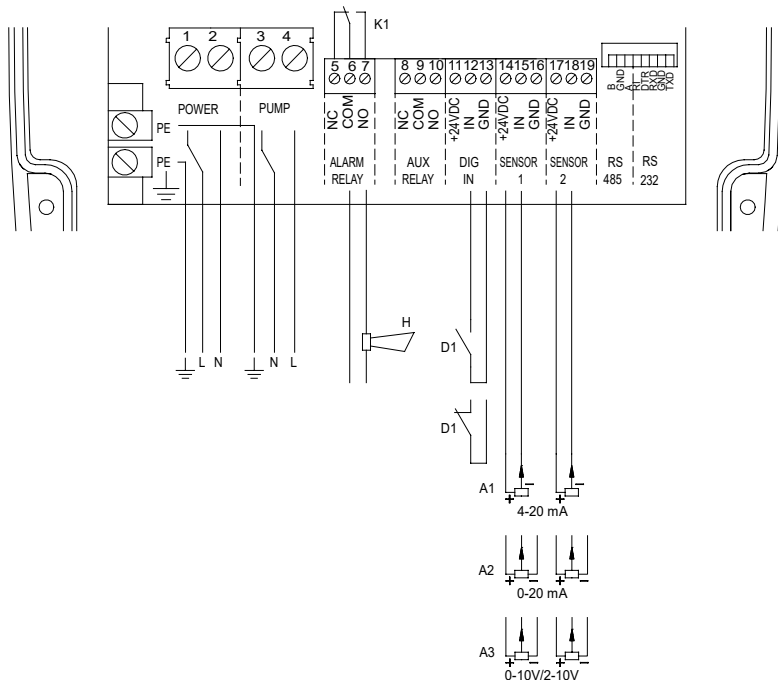 K1
1 2 3 4
5 6 7 8 9 10 11 12 13 14 15 16 17 18 19
NC COM NO
NC COM NO
+24VDC IN GND
+24VDC IN GND
+24VDC IN GND
B GND A RI DTR RXD GND TXD
POWER PUMP
PE
PE
ALARM RELAY
AUX RELAY
DIG IN
SENSOR 1
SENSOR 2
RS 485
RS 232
L N N L
H
D1
D1
A1
+ - + -
4-20 mA
A2
+ - + -
0-20 mA
A3
+ - + -
0-10V/2-10V